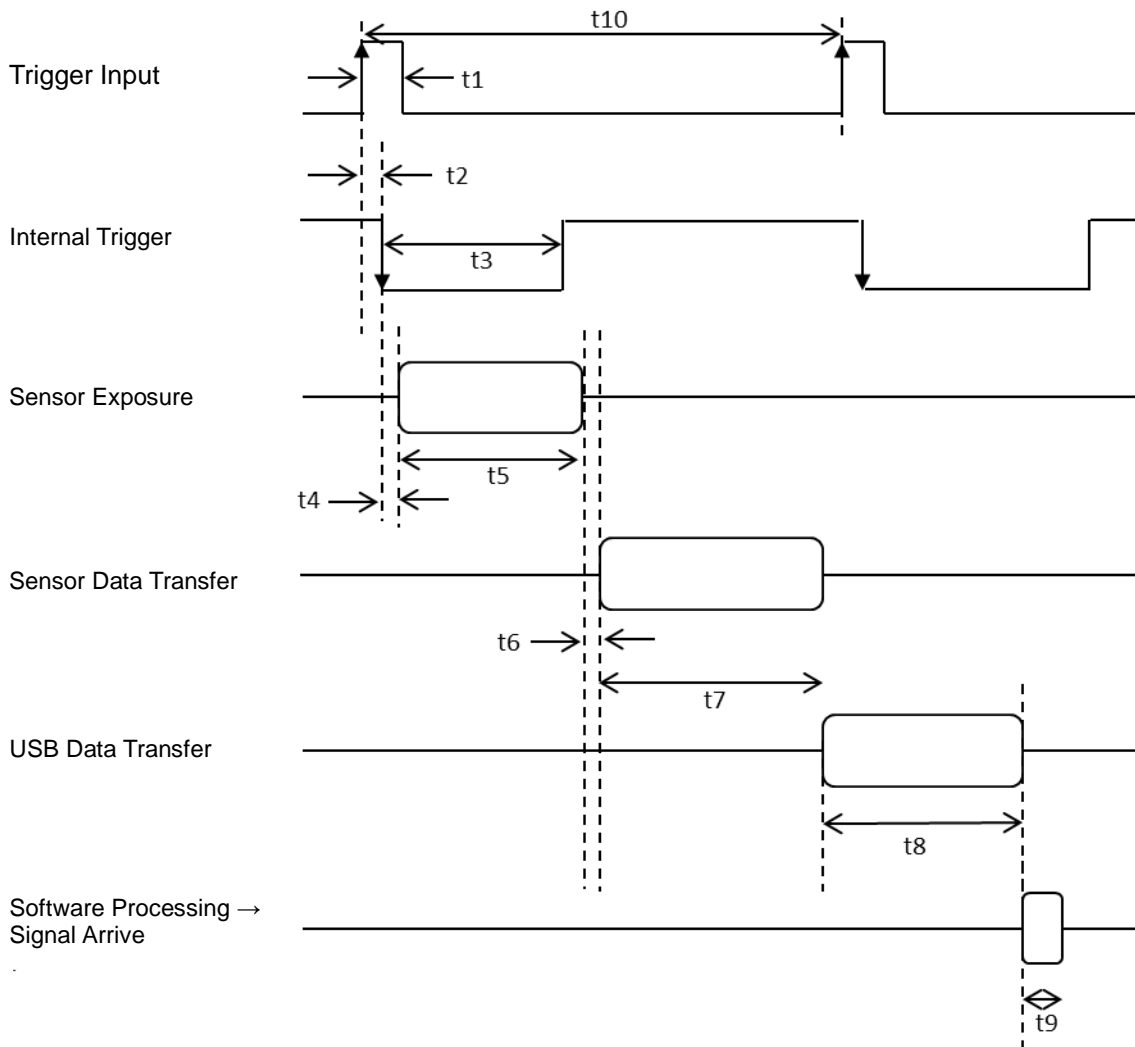 t10
Trigger Input
t1
t2
Internal Trigger
t3
Sensor Exposure
t5
t4
Sensor Data Transfer
t6
t7
USB Data Transfer
t8
Software Processing →
Signal Arrive
.
t9